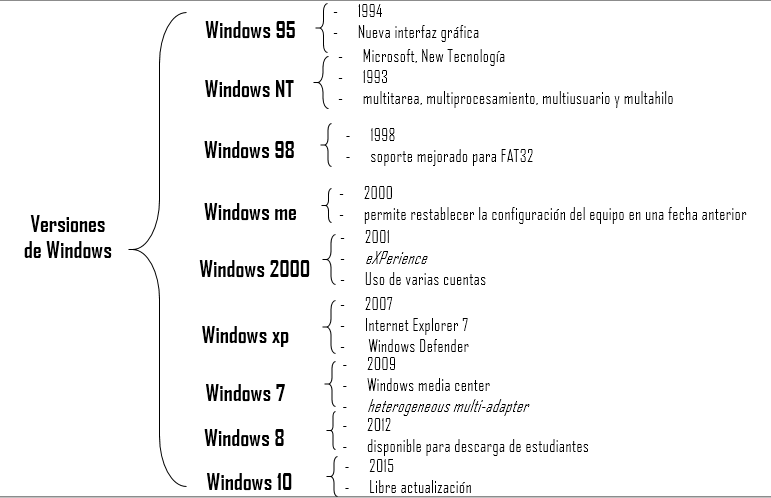 Versiones
de Windows
Windows 95
- 1994
- Nueva interfaz gráfica
Windows NT
- Microsoft, New Tecnología
- 1993
- multitarea, multiprocesamiento, multiusuario y multahilo
Windows 98
- 1998
- soporte mejorado para FAT32
Windows me
- 2000
- permite restablecer la configuración del equipo en una fecha anterior
Windows 2000
- 2001
- eXPerience
- Uso de varias cuentas
Windows xp
- 2007
- Internet Explorer 7
- Windows Defender
Windows 7
- 2009
- Windows media center
- heterogeneous multi-adapter
Windows 8
- 2012
- disponible para descarga de estudiantes
Windows 10
- 2015
- Libre actualización